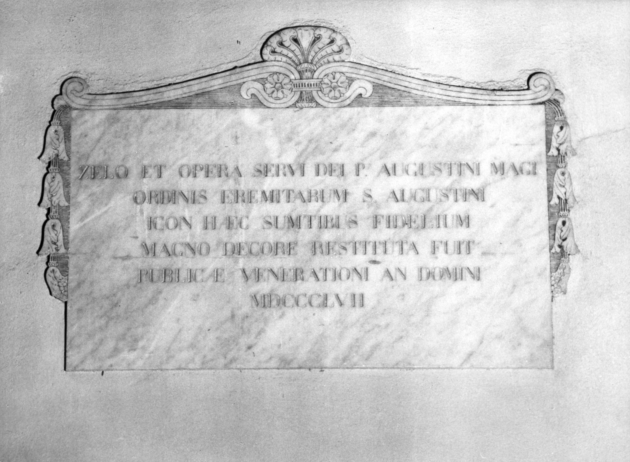 ZELO ET OPERA SERVI DEI P. AUGUSTINI MAGI
ORDINIS EREMITARUM S. AUGUSTINI
ICON HÆC SUMTIBUS FIDELIUM
MAGNO DECORE RESTITUTA FUIT
PUBLICÆ VENERATIONI AN DOMINI
MDCCCLVII